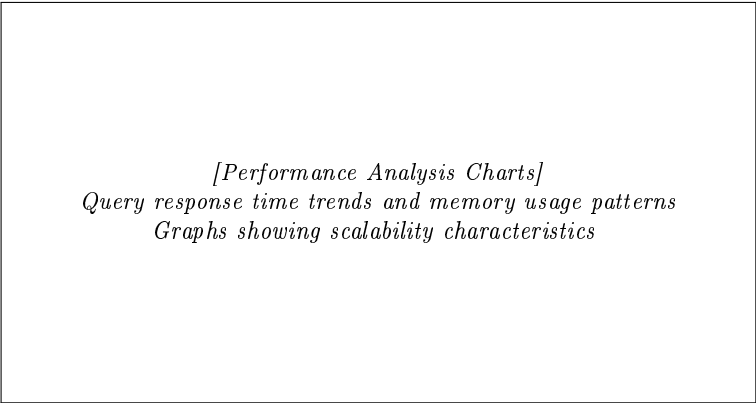 [Performance Analysis Charts]
Query response time trends and memory usage patterns
Graphs showing scalability characteristics